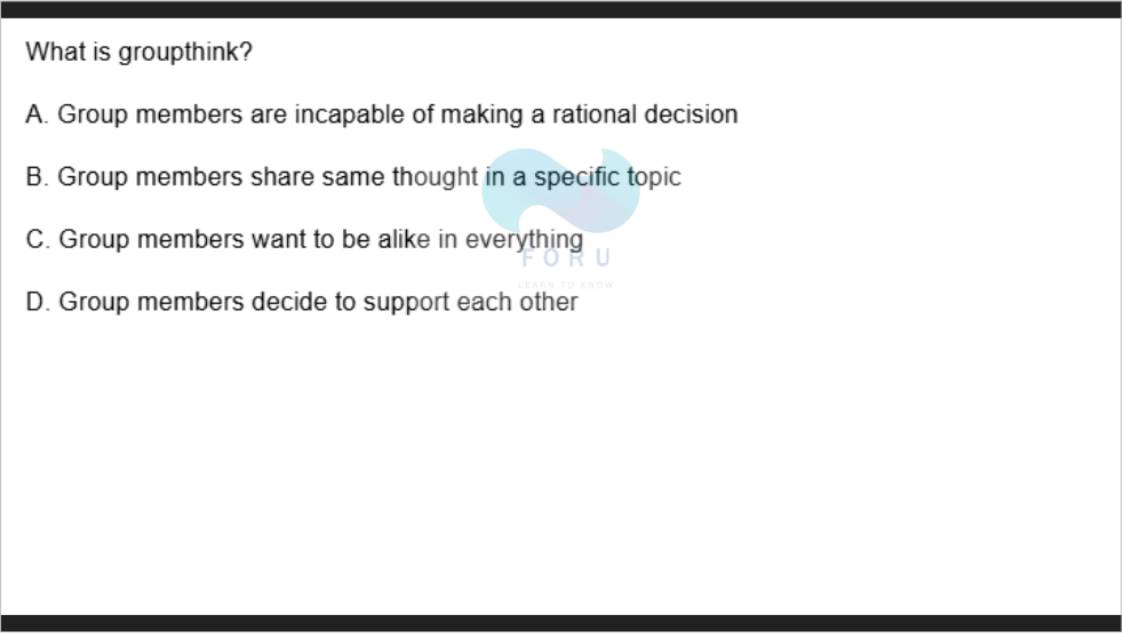 What is groupthink?
A. Group members are incapable of making a rational decision
B. Group members share same thought in a specific topic
C. Group members want to be alike in everything
FORU
LEARN TO KNOW
D. Group members decide to support each other